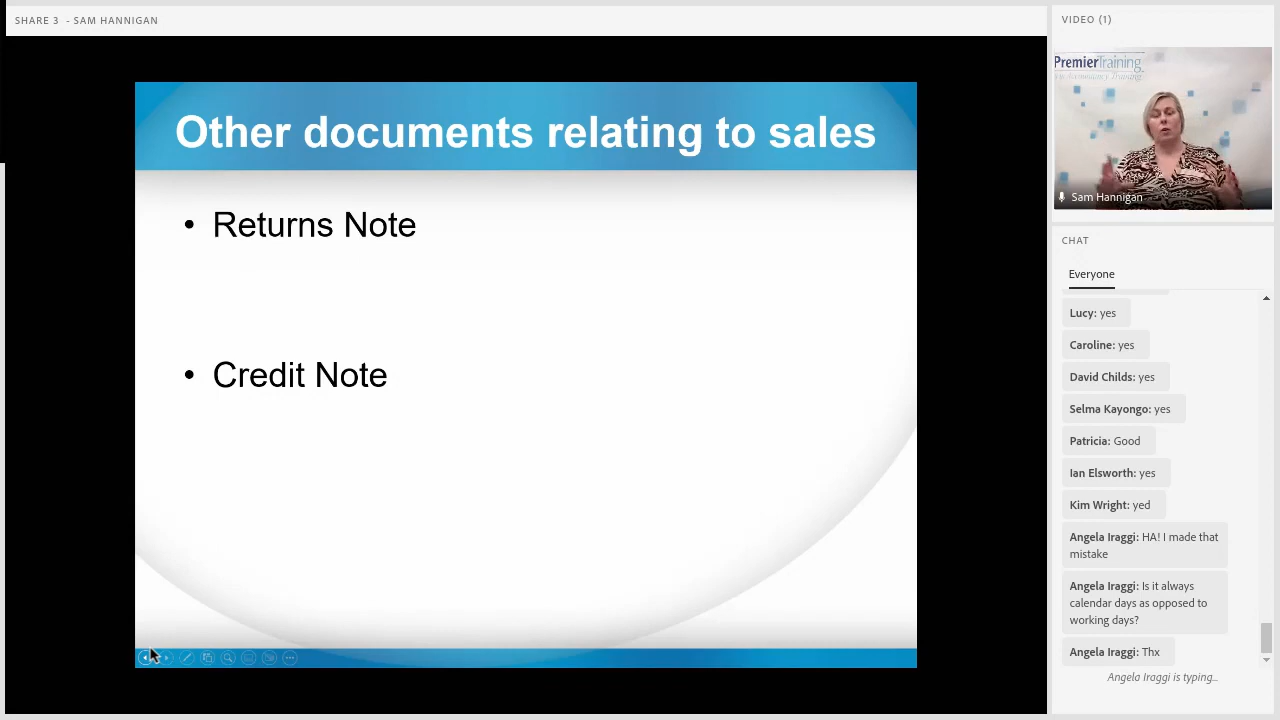 SHARE 3 - SAM HANNIGAN
Other documents relating to sales
• Returns Note
• Credit Note
VIDEO (1)
PremierTraining
Sam Hannigan
CHAT
Everyone
Lucy: yes
Caroline: yes
David Childs: yes
Selma Kayongo: yes
Patricia: Good
Ian Elsworth: yes
Kim Wright: yed
Angela Iraggi: HA! I made that
mistake
Angela Iraggi: Is it always
calendar days as opposed to
working days?
Angela Iraggi: Thx
Angela Iraggi is typing...